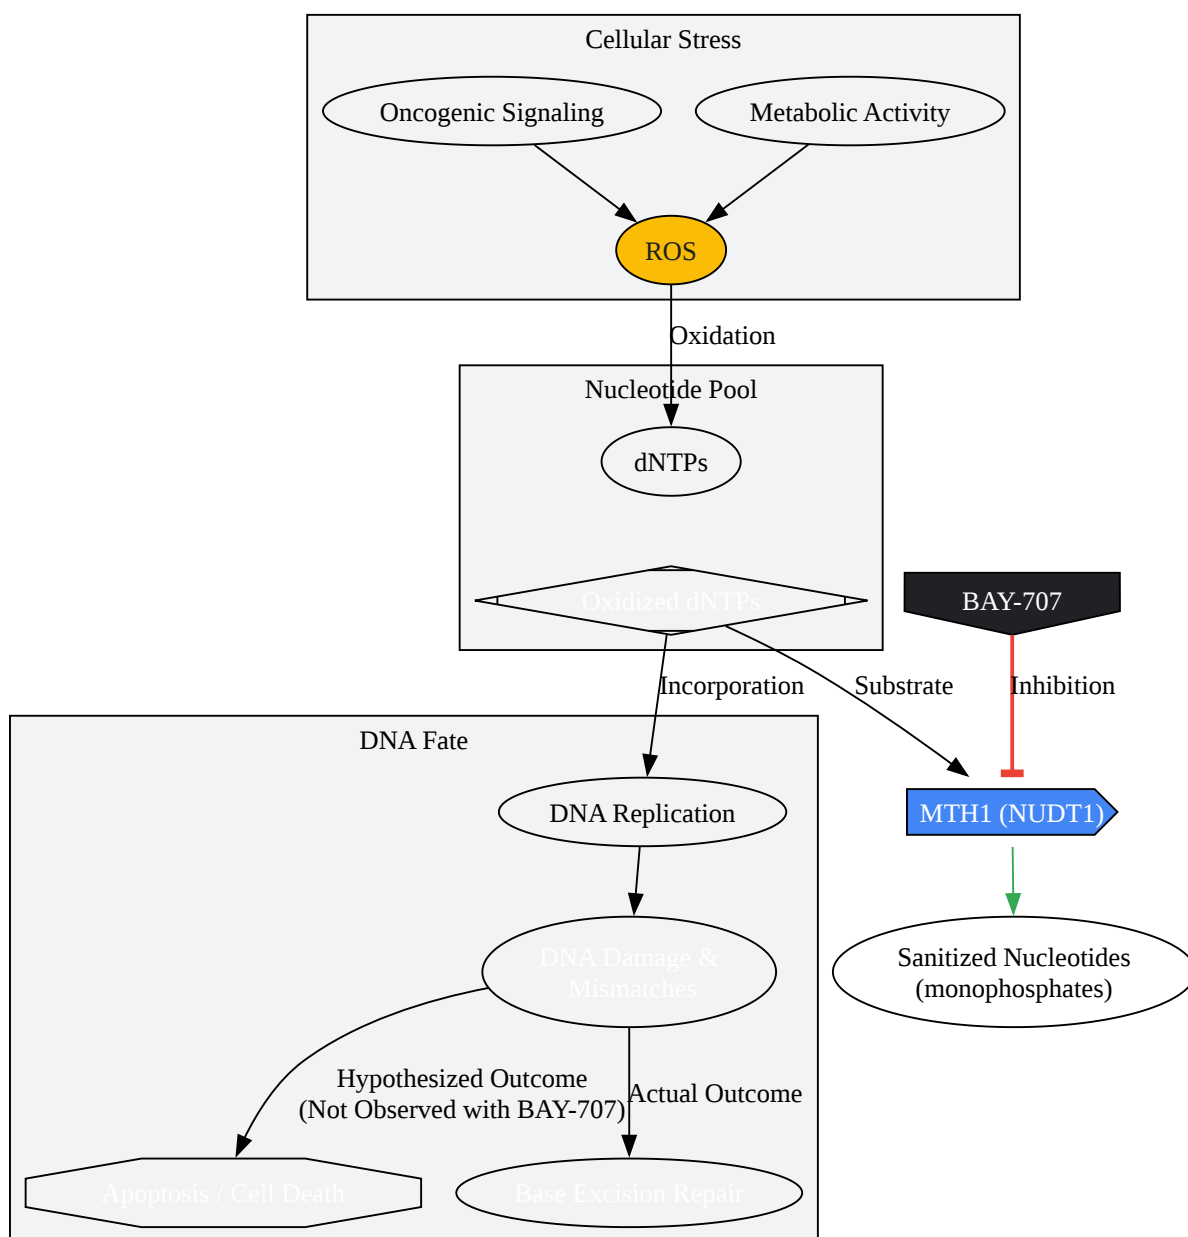 Cellular Stress
Oncogenic Signaling
Metabolic Activity
ROS
Oxidation
Nucleotide Pool
dNTPs
Oxidized dNTPs
BAY-707
Incorporation
Substrate
Inhibition
DNA Fate
DNA Replication
MTH1 (NUDT1)
DNA Damage &
Mismatches
Sanitized Nucleotides
(monophosphates)
Hypothesized Outcome
(Not Observed with BAY-707)
Actual Outcome
Apoptosis / Cell Death
Base Excision Repair